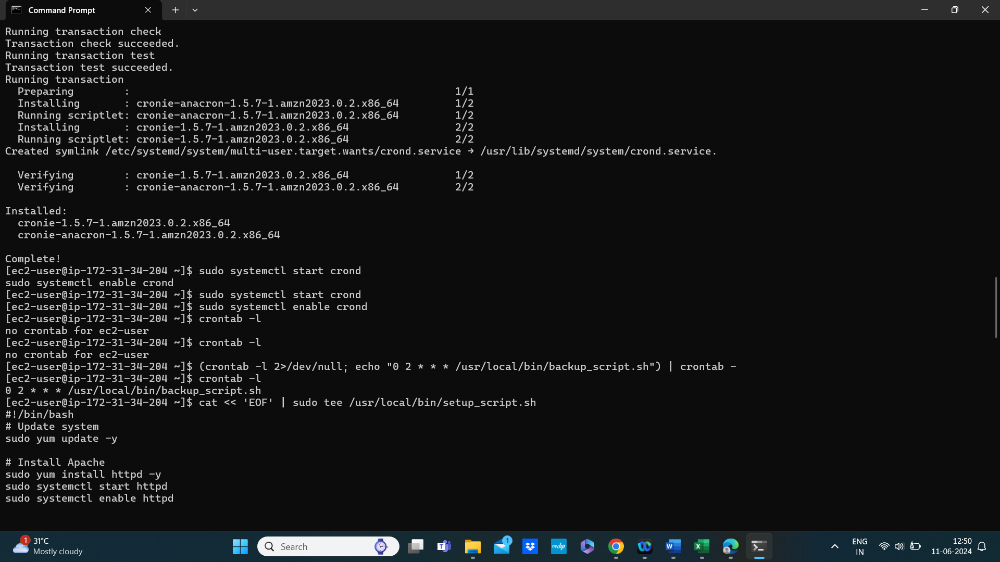 Command Prompt
Running transaction check
Transaction check succeeded.
Running transaction test
Transaction test succeeded.
Running transaction
  Preparing        :                                                    1/1
  Installing       : cronie-anacron-1.5.7-1.amzn2023.0.2.x86_64         1/2
  Running scriptlet: cronie-anacron-1.5.7-1.amzn2023.0.2.x86_64         1/2
  Installing       : cronie-1.5.7-1.amzn2023.0.2.x86_64                 2/2
  Running scriptlet: cronie-1.5.7-1.amzn2023.0.2.x86_64                 2/2
Created symlink /etc/systemd/system/multi-user.target.wants/crond.service → /usr/lib/systemd/system/crond.service.
  Verifying        : cronie-1.5.7-1.amzn2023.0.2.x86_64                 1/2
  Verifying        : cronie-anacron-1.5.7-1.amzn2023.0.2.x86_64         2/2
Installed:
  cronie-1.5.7-1.amzn2023.0.2.x86_64
  cronie-anacron-1.5.7-1.amzn2023.0.2.x86_64
Complete!
[ec2-user@ip-172-31-34-204 ~]$ sudo systemctl start crond
sudo systemctl enable crond
[ec2-user@ip-172-31-34-204 ~]$ sudo systemctl start crond
[ec2-user@ip-172-31-34-204 ~]$ sudo systemctl enable crond
[ec2-user@ip-172-31-34-204 ~]$ crontab -l
no crontab for ec2-user
[ec2-user@ip-172-31-34-204 ~]$ crontab -l
no crontab for ec2-user
[ec2-user@ip-172-31-34-204 ~]$ (crontab -l 2>/dev/null; echo "0 2 * * * /usr/local/bin/backup_script.sh") | crontab -
[ec2-user@ip-172-31-34-204 ~]$ crontab -l
0 2 * * * /usr/local/bin/backup_script.sh
[ec2-user@ip-172-31-34-204 ~]$ cat << 'EOF' | sudo tee /usr/local/bin/setup_script.sh
#!/bin/bash
# Update system
sudo yum update -y
# Install Apache
sudo yum install httpd -y
sudo systemctl start httpd
sudo systemctl enable httpd
1
31°C
Mostly cloudy
Search
T
1
myhp
W
X
ENG
IN
12:50
11-06-2024